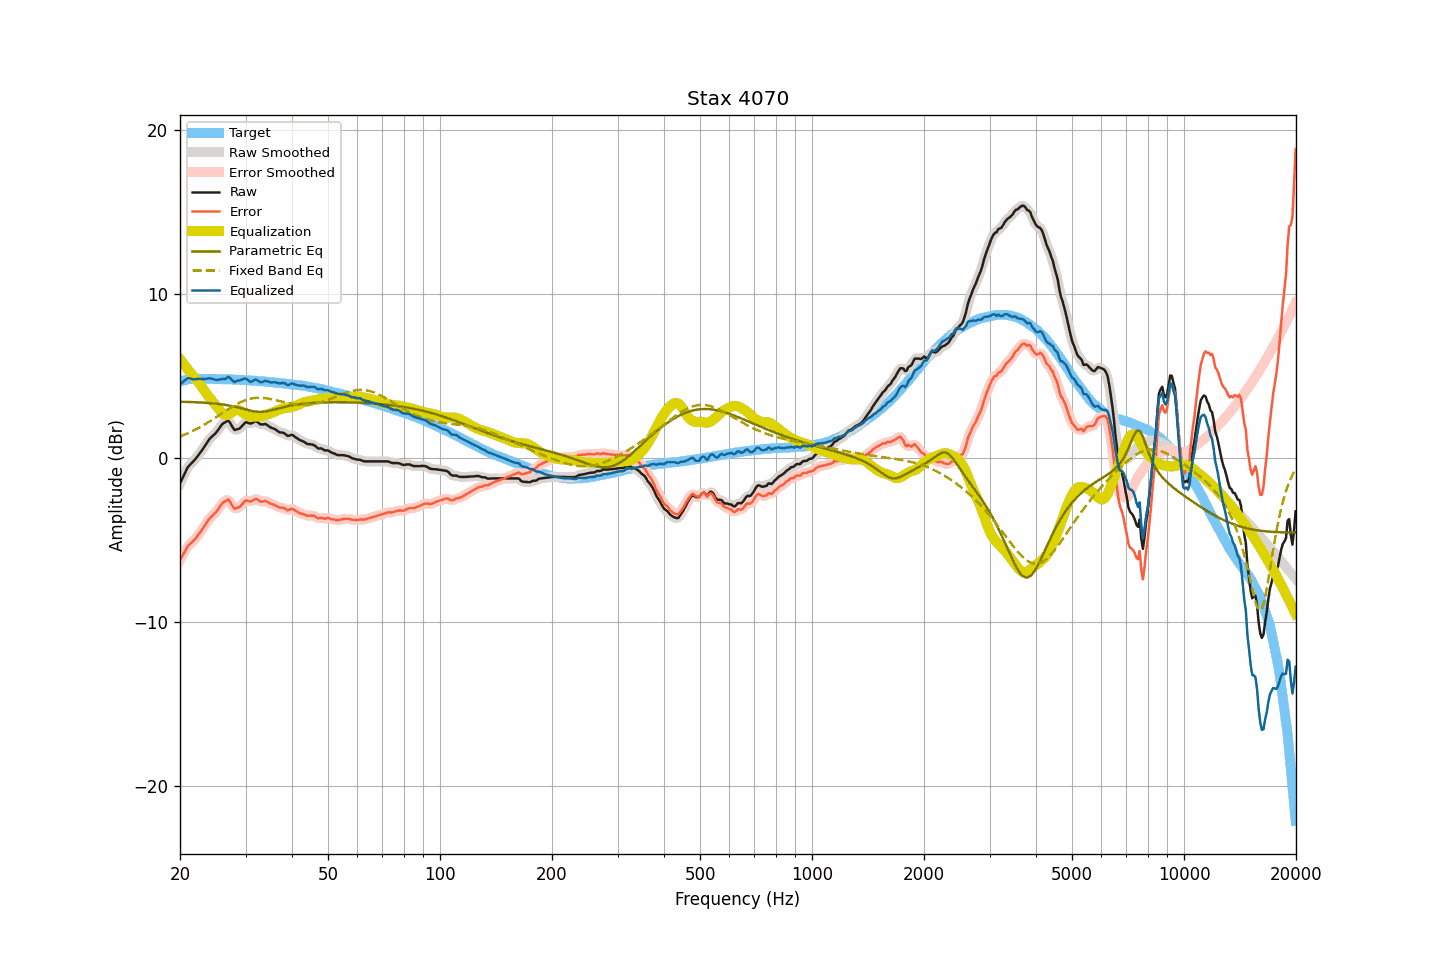 Stax 4070
Target
Raw Smoothed
Error Smoothed
Raw
Error
Equalization
Parametric Eq
Fixed Band Eq
Equalized
20
10
0
−10
−20
Amplitude (dBr)
20 50 100 200 500 1000 2000 5000 10000 20000
Frequency (Hz)